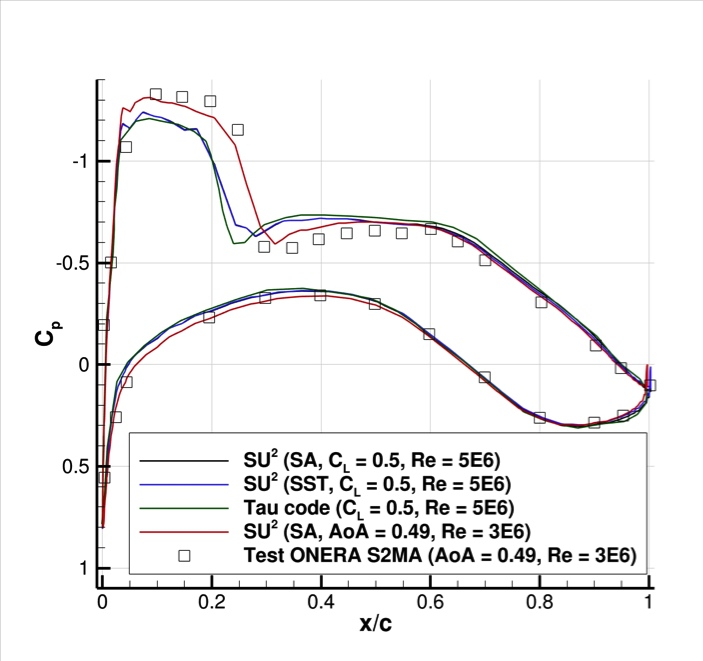 -1
-0.5
0
0.5
1
Cp
0
0.2
0.4
0.6
0.8
1
x/c
SU² (SA, CL = 0.5, Re = 5E6)
SU² (SST, CL = 0.5, Re = 5E6)
Tau code (CL = 0.5, Re = 5E6)
SU² (SA, AoA = 0.49, Re = 3E6)
Test ONERA S2MA (AoA = 0.49, Re = 3E6)